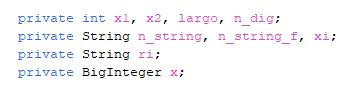 private int x1, x2, largo, n_dig;
private String n_string, n_string_f, xi;
private String ri;
private BigInteger x;